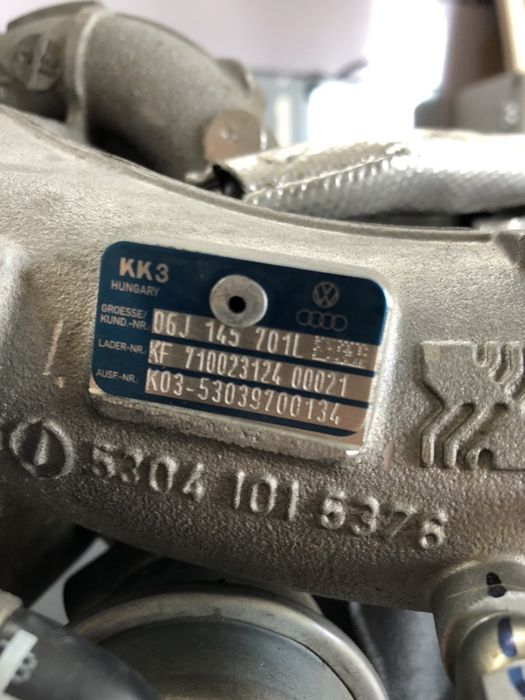 KK3
HUNGARY
GROESSE/
KUND.-NR. 06J 145 701L
LADER-NR. KF 710023124 00021
AUSF.-NR. K03-53039700134
5304 101 5376